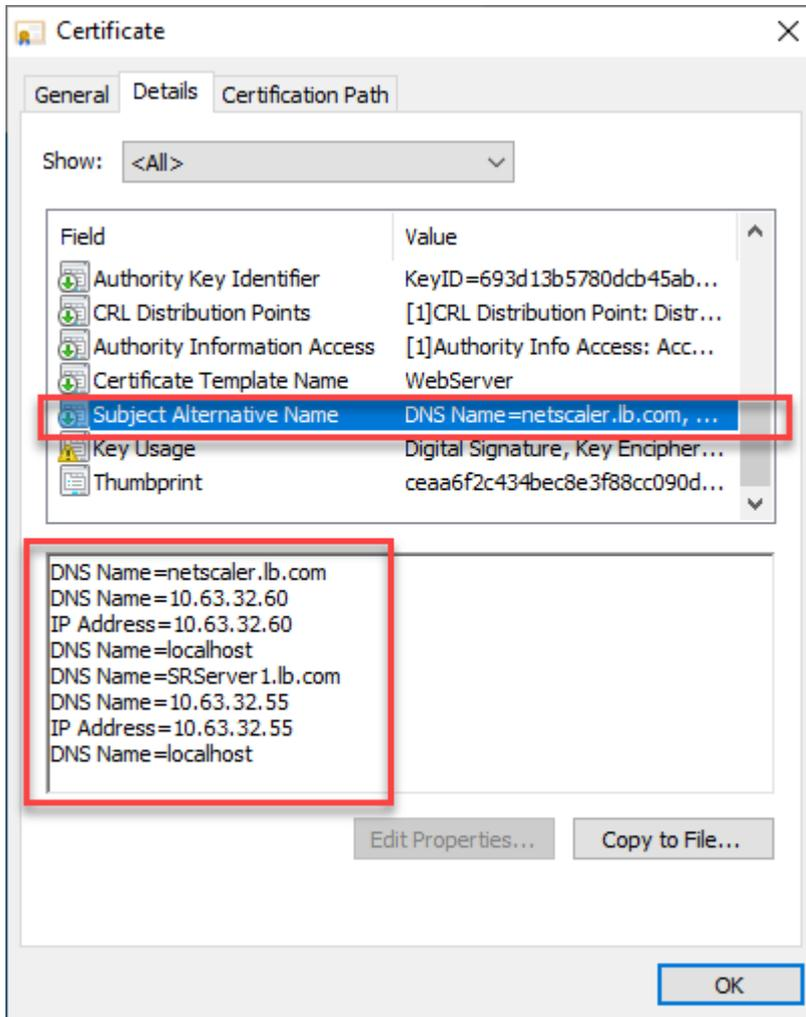 Certificate
General Details Certification Path
Show: <All>
Field Value
Authority Key Identifier KeyID=693d13b5780dcb45ab...
CRL Distribution Points [1]CRL Distribution Point: Distr...
Authority Information Access [1]Authority Info Access: Acc...
Certificate Template Name WebServer
Subject Alternative Name DNS Name=netscaler.lb.com, ...
Key Usage Digital Signature, Key Encipher...
Thumbprint ceaa6f2c434bec8e3f88cc090d...
DNS Name=netscaler.lb.com
DNS Name=10.63.32.60
IP Address=10.63.32.60
DNS Name=localhost
DNS Name=SRServer1.lb.com
DNS Name=10.63.32.55
IP Address=10.63.32.55
DNS Name=localhost
Edit Properties... Copy to File...
OK